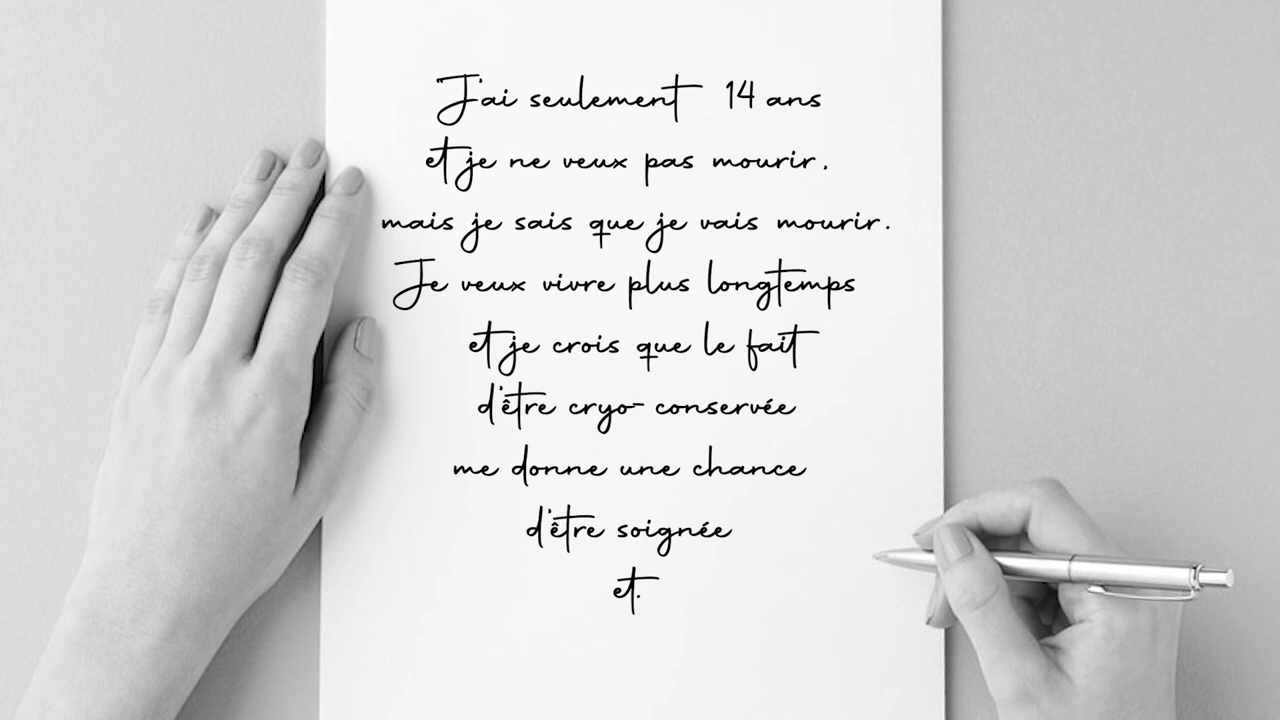 J'ai seulement 14 ans
et je ne veux pas mourir.
mais je sais que je vais mourir.
Je veux vivre plus longtemps
et je crois que le fait
d'être cryo-conservée
me donne une chance
d'être soignée
et.